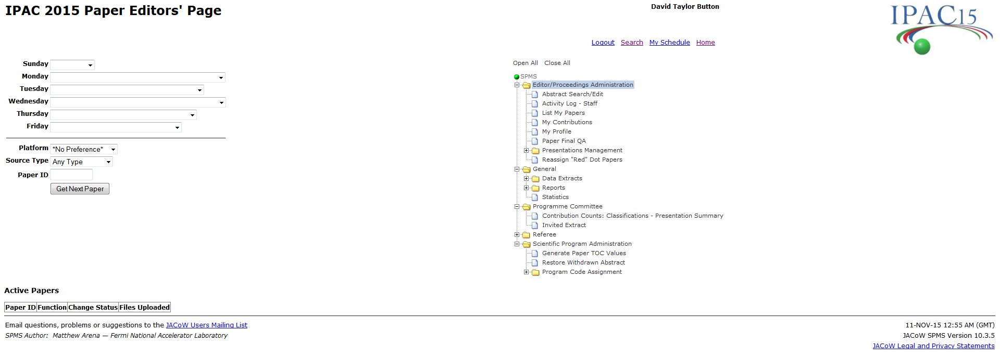 IPAC 2015 Paper Editors' Page
David Taylor Button
IPAC15
Logout Search My Schedule Home
Sunday
Monday
Tuesday
Wednesday
Thursday
Friday
Platform *No Preference*
Source Type Any Type
Paper ID
Get Next Paper
Open All Close All
SPMS
Editor/Proceedings Administration
Abstract Search/Edit
Activity Log - Staff
List My Papers
My Contributions
My Profile
Paper Final QA
Presentations Management
Reassign "Red" Dot Papers
General
Data Extracts
Reports
Statistics
Programme Committee
Contribution Counts: Classifications - Presentation Summary
Invited Extract
Referee
Scientific Program Administration
Generate Paper TOC Values
Restore Withdrawn Abstract
Program Code Assignment
Active Papers
Paper ID Function Change Status Files Uploaded
Email questions, problems or suggestions to the JACoW Users Mailing List
SPMS Author: Matthew Arena — Fermi National Accelerator Laboratory
11-NOV-15 12:55 AM (GMT)
JACoW SPMS Version 10.3.5
JACoW Legal and Privacy Statements